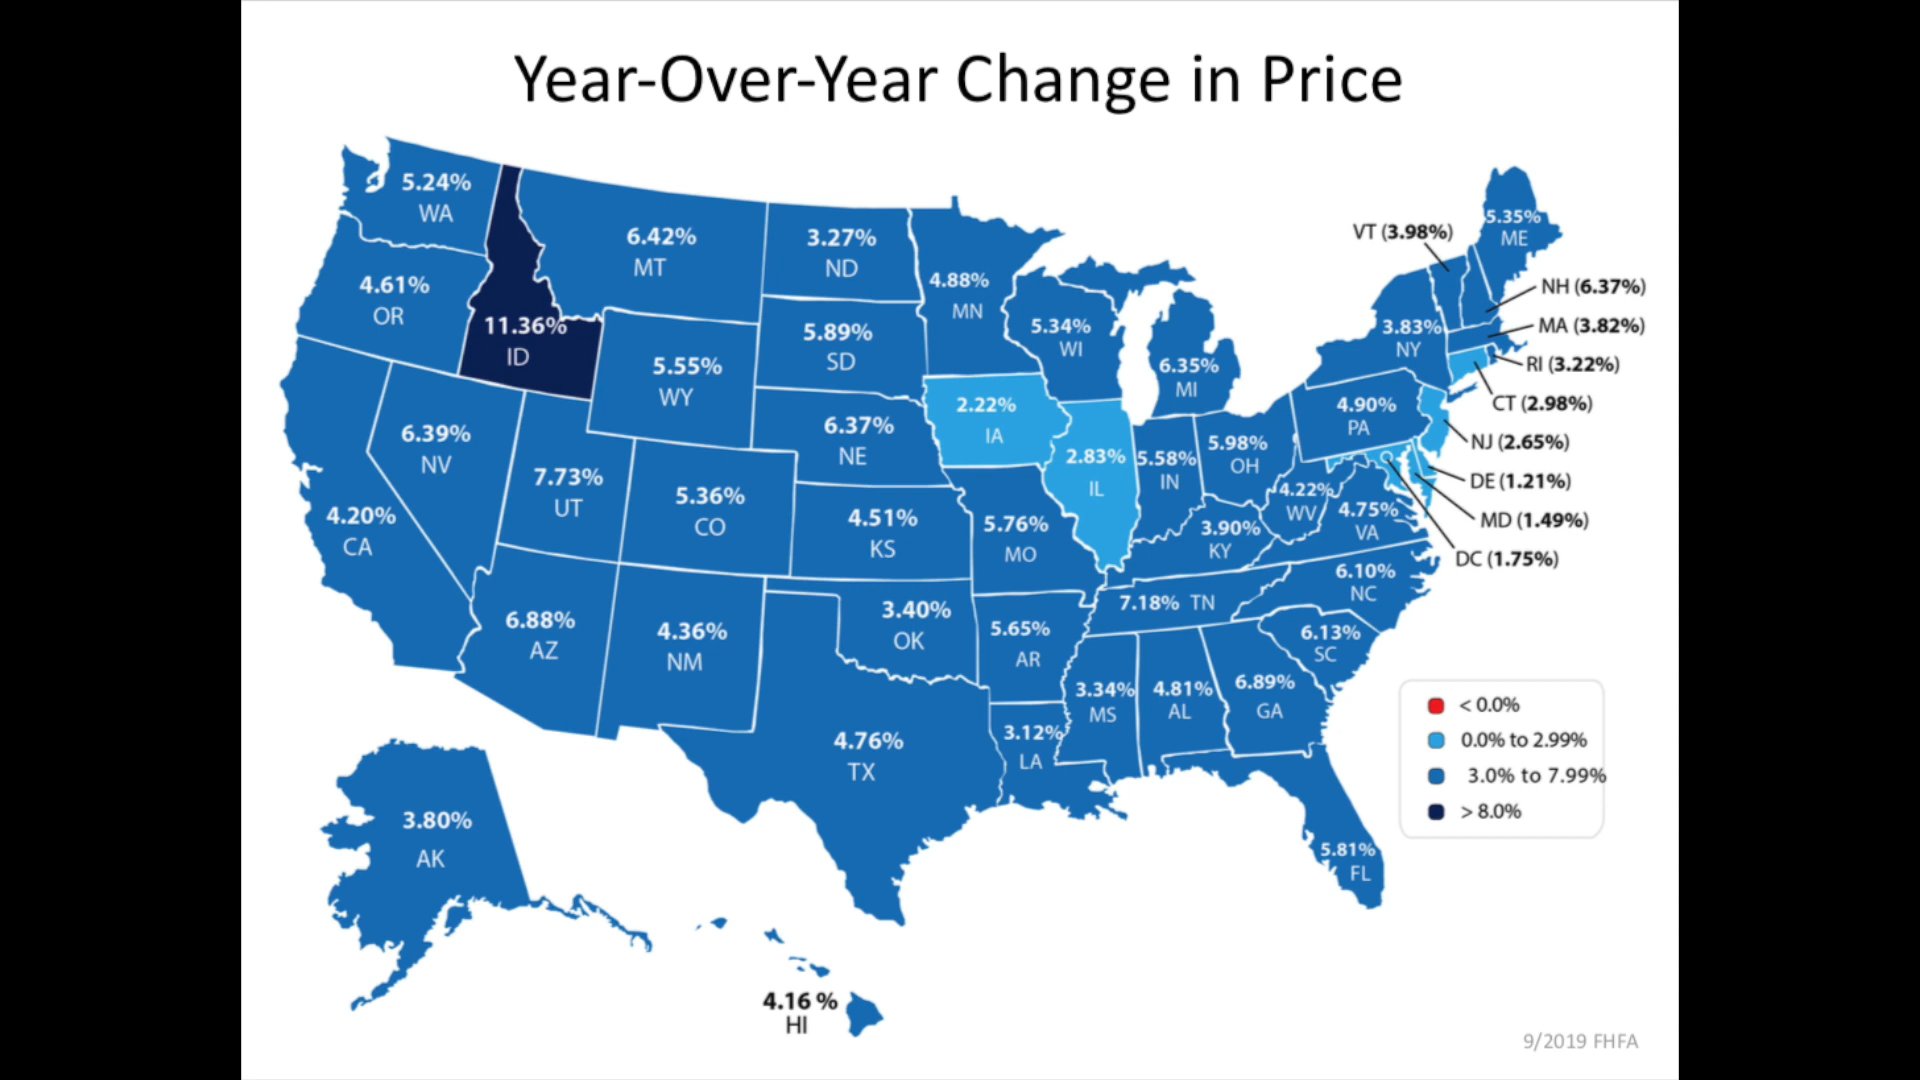 Year-Over-Year Change in Price
5.24%
WA
4.61%
OR
11.36%
ID
6.42%
MT
3.27%
ND
4.88%
MN
5.89%
SD
5.55%
WY
5.34%
WI
6.35%
MI
VT (3.98%)
5.35%
ME
NH (6.37%)
3.83%
NY
MA (3.82%)
RI (3.22%)
CT (2.98%)
4.90%
PA
NJ (2.65%)
DE (1.21%)
MD (1.49%)
DC (1.75%)
6.39%
NV
7.73%
UT
5.36%
CO
6.37%
NE
2.22%
IA
2.83%
IL
5.58%
IN
5.98%
OH
4.22%
WV
4.75%
VA
4.20%
CA
4.51%
KS
5.76%
MO
3.90%
KY
6.10%
NC
7.18% TN
6.88%
AZ
4.36%
NM
3.40%
OK
5.65%
AR
6.13%
SC
3.34%
MS
4.81%
AL
6.89%
GA
4.76%
TX
3.12%
LA
5.81%
FL
3.80%
AK
4.16 %
HI
< 0.0%
0.0% to 2.99%
3.0% to 7.99%
> 8.0%
9/2019 FHFA